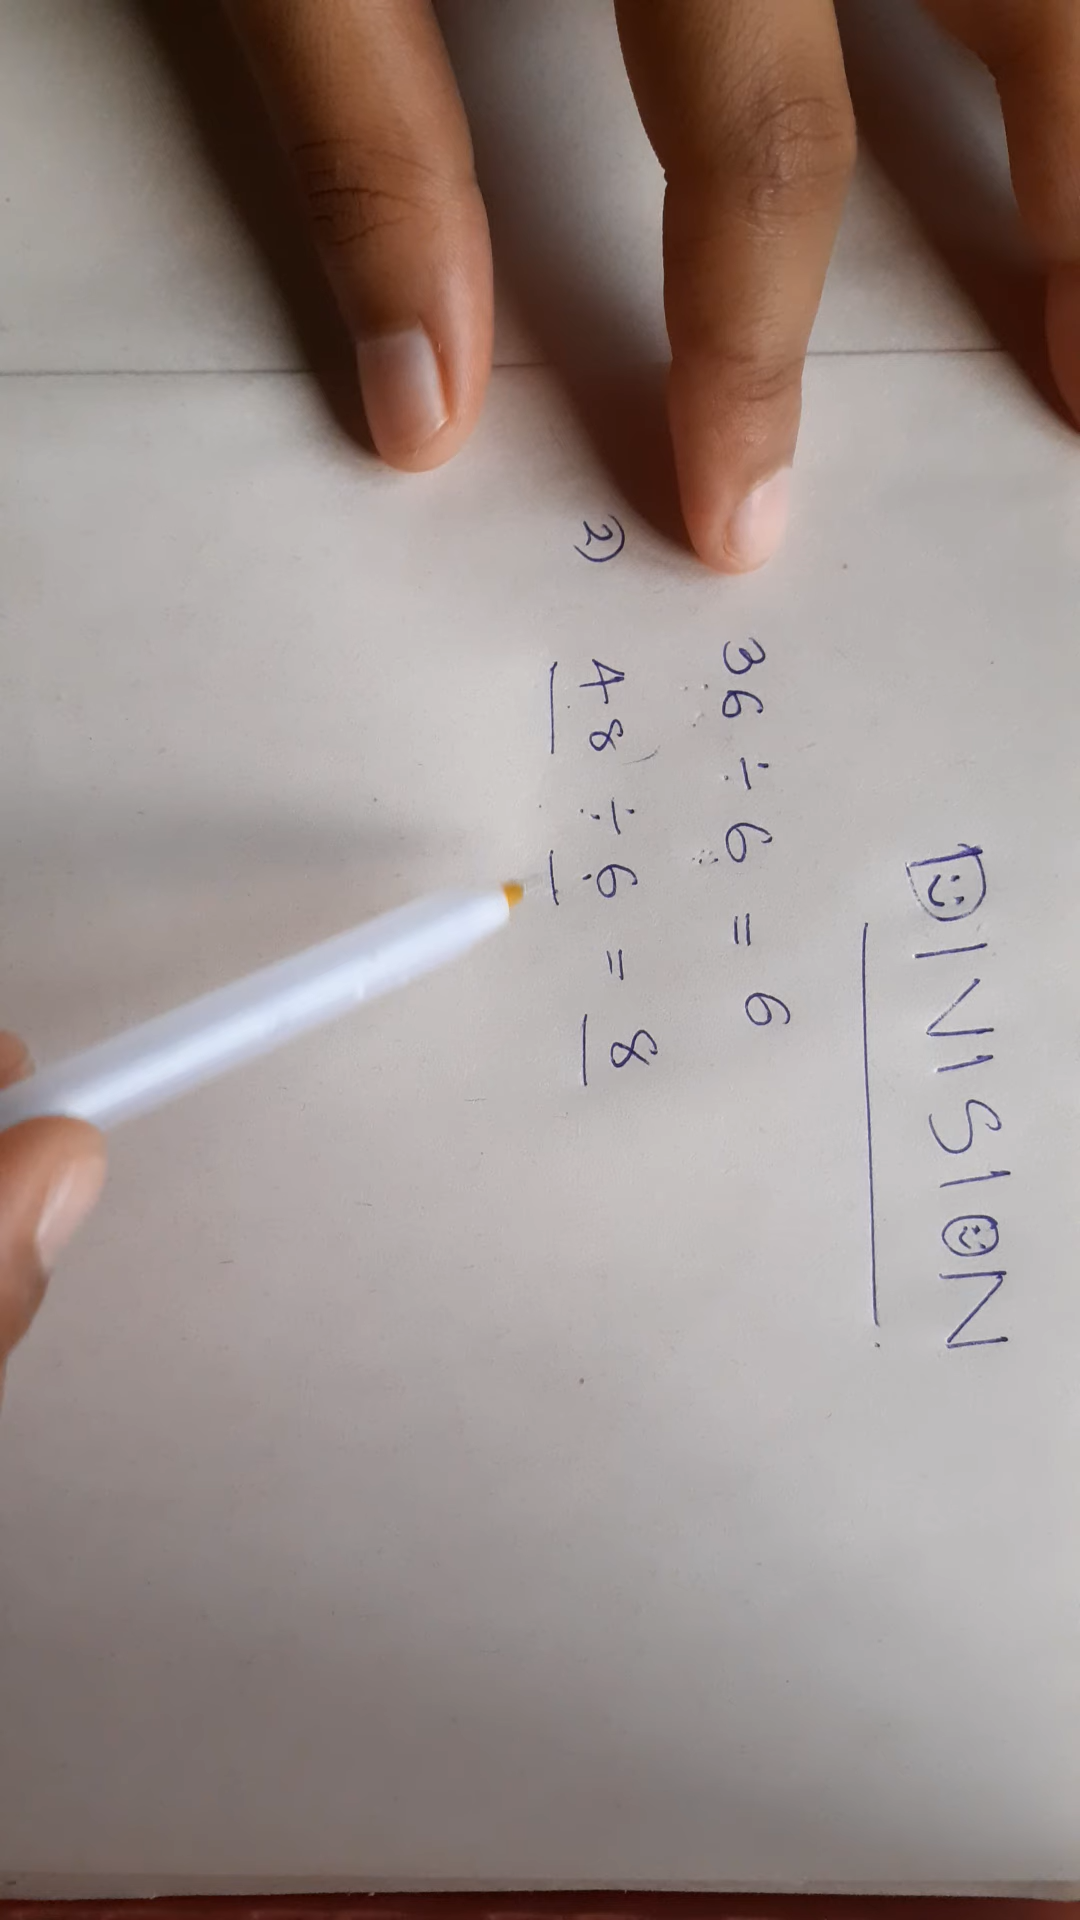 DIVISION
36 ÷ 6 = 6
2) 48 ÷ 6 = 8